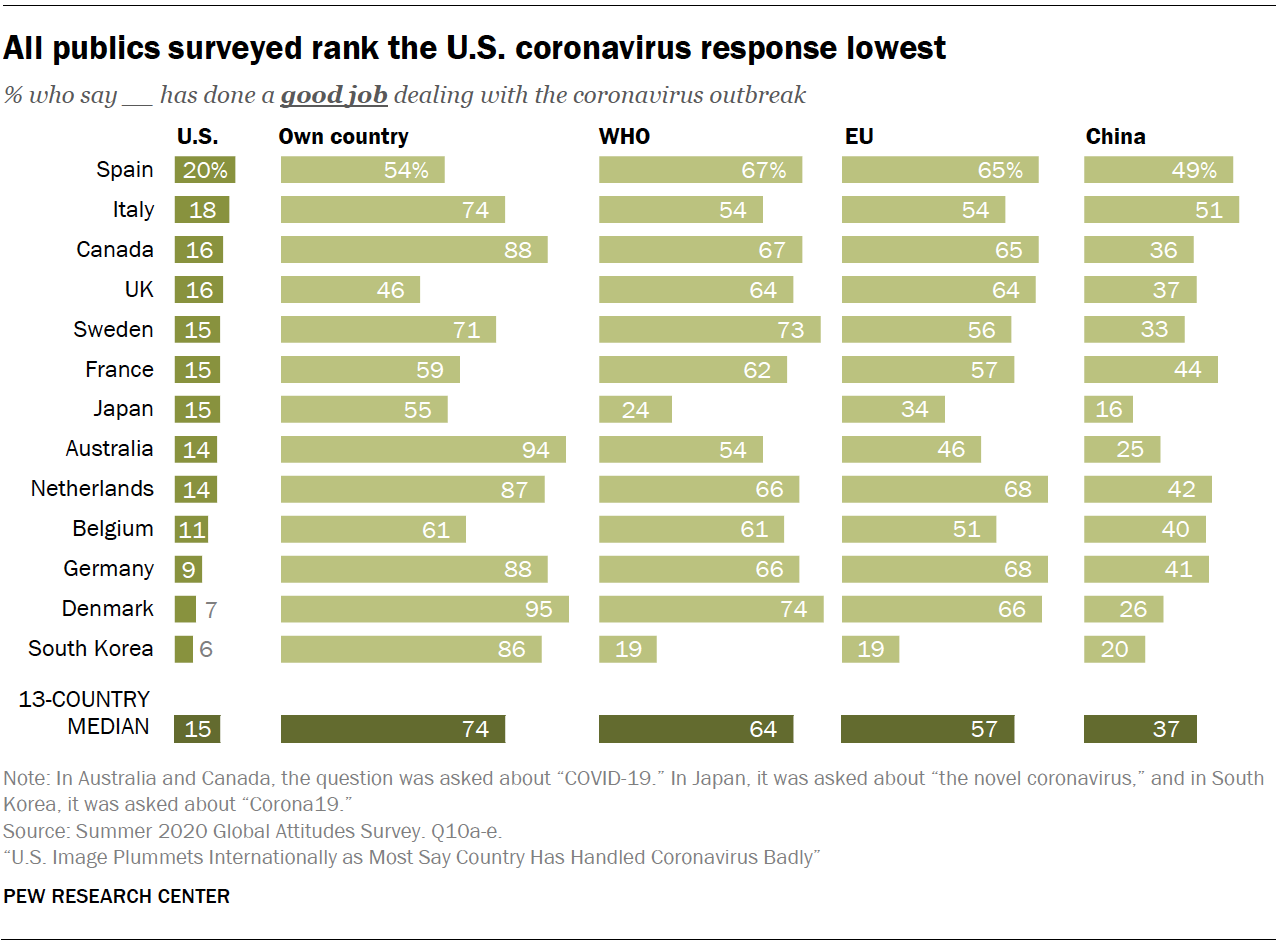 All publics surveyed rank the U.S. coronavirus response lowest
% who say __ has done a good job dealing with the coronavirus outbreak
U.S. Own country WHO EU China
Spain 20% 54% 67% 65% 49%
Italy 18 74 54 54 51
Canada 16 88 67 65 36
UK 16 46 64 64 37
Sweden 15 71 73 56 33
France 15 59 62 57 44
Japan 15 55 24 34 16
Australia 14 94 54 46 25
Netherlands 14 87 66 68 42
Belgium 11 61 61 51 40
Germany 9 88 66 68 41
Denmark 7 95 74 66 26
South Korea 6 86 19 19 20
13-COUNTRY
MEDIAN 15 74 64 57 37
Note: In Australia and Canada, the question was asked about “COVID-19.” In Japan, it was asked about “the novel coronavirus,” and in South
Korea, it was asked about “Corona19.”
Source: Summer 2020 Global Attitudes Survey. Q10a-e.
“U.S. Image Plummets Internationally as Most Say Country Has Handled Coronavirus Badly”
PEW RESEARCH CENTER